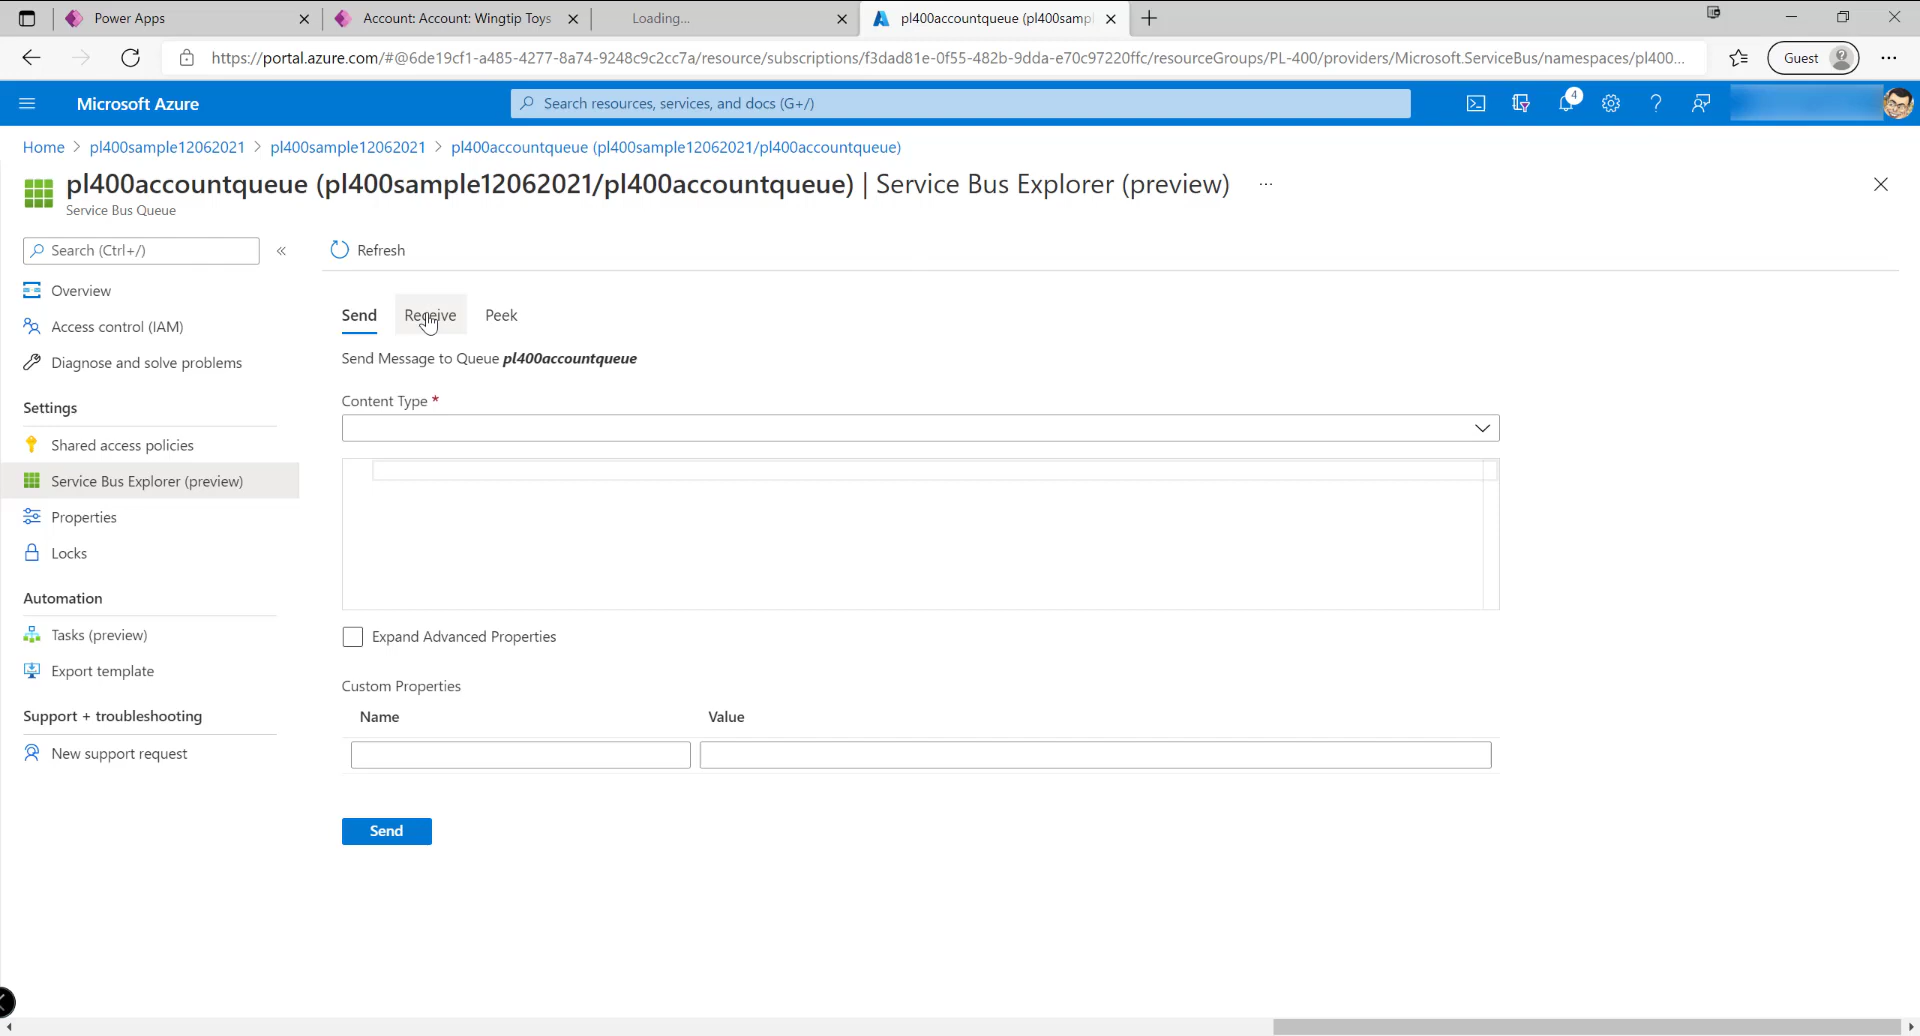 Power Apps
Account: Account: Wingtip Toys
Loading...
pl400accountqueue (pl400samp
https://portal.azure.com/#@6de19cf1-a485-4277-8a74-9248c9c2cc7a/resource/subscriptions/f3dad81e-0f55-482b-9dda-e70c97220ffc/resourceGroups/PL-400/providers/Microsoft.ServiceBus/namespaces/pl400...
Guest
Microsoft Azure
Search resources, services, and docs (G+/)
4
Home > pl400sample12062021 > pl400sample12062021 > pl400accountqueue (pl400sample12062021/pl400accountqueue)
pl400accountqueue (pl400sample12062021/pl400accountqueue) | Service Bus Explorer (preview) ...
Service Bus Queue
Search (Ctrl+/)
«
Refresh
Overview
Access control (IAM)
Diagnose and solve problems
Settings
Shared access policies
Service Bus Explorer (preview)
Properties
Locks
Automation
Tasks (preview)
Export template
Support + troubleshooting
New support request
Send
Receive
Peek
Send Message to Queue pl400accountqueue
Content Type *
Expand Advanced Properties
Custom Properties
Name
Value
Send